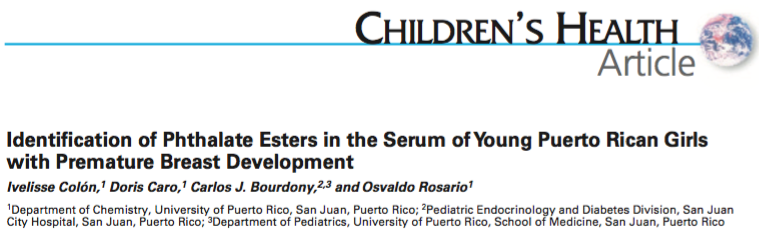 CHILDREN'S HEALTH
Article
Identification of Phthalate Esters in the Serum of Young Puerto Rican Girls
with Premature Breast Development
Ivelisse Colón,¹ Doris Caro,¹ Carlos J. Bourdony,²,³ and Osvaldo Rosario¹
¹Department of Chemistry, University of Puerto Rico, San Juan, Puerto Rico; ²Pediatric Endocrinology and Diabetes Division, San Juan
City Hospital, San Juan, Puerto Rico; ³Department of Pediatrics, University of Puerto Rico, School of Medicine, San Juan, Puerto Rico